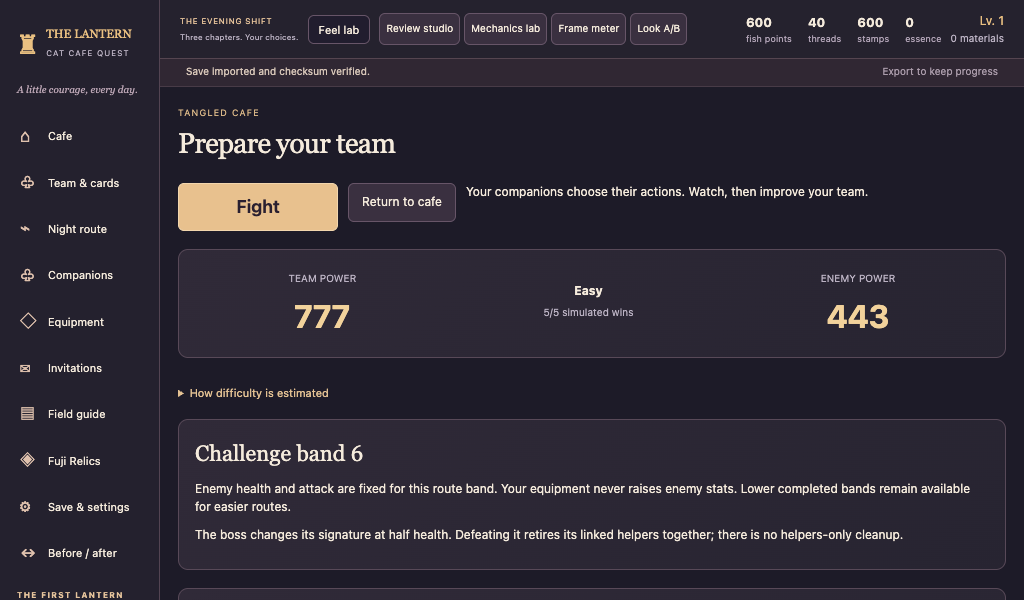 THE LANTERN
CAT CAFE QUEST
A little courage, every day.
Cafe
Team & cards
Night route
Companions
Equipment
Invitations
Field guide
Fuji Relics
Save & settings
Before / after
THE FIRST LANTERN
THE EVENING SHIFT
Three chapters. Your choices.
Feel lab
Review studio
Mechanics lab
Frame meter
Look A/B
600
fish points
40
threads
600
stamps
0
essence
Lv. 1
0 materials
Save imported and checksum verified.
Export to keep progress
TANGLED CAFE
Prepare your team
Fight
Return to cafe
Your companions choose their actions. Watch, then improve your team.
TEAM POWER
777
Easy
5/5 simulated wins
ENEMY POWER
443
How difficulty is estimated
Challenge band 6
Enemy health and attack are fixed for this route band. Your equipment never raises enemy stats. Lower completed bands remain available
for easier routes.
The boss changes its signature at half health. Defeating it retires its linked helpers together; there is no helpers-only cleanup.